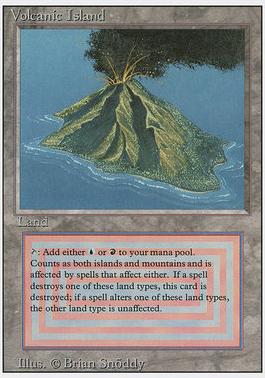 Volcanic Island
Land
: Add either or to your mana pool.
Counts as both islands and mountains and is
affected by spells that affect either. If a spell
destroys one of these land types, this card is
destroyed; if a spell alters one of these land types,
the other land type is unaffected.
Illus. © Brian Snöddy